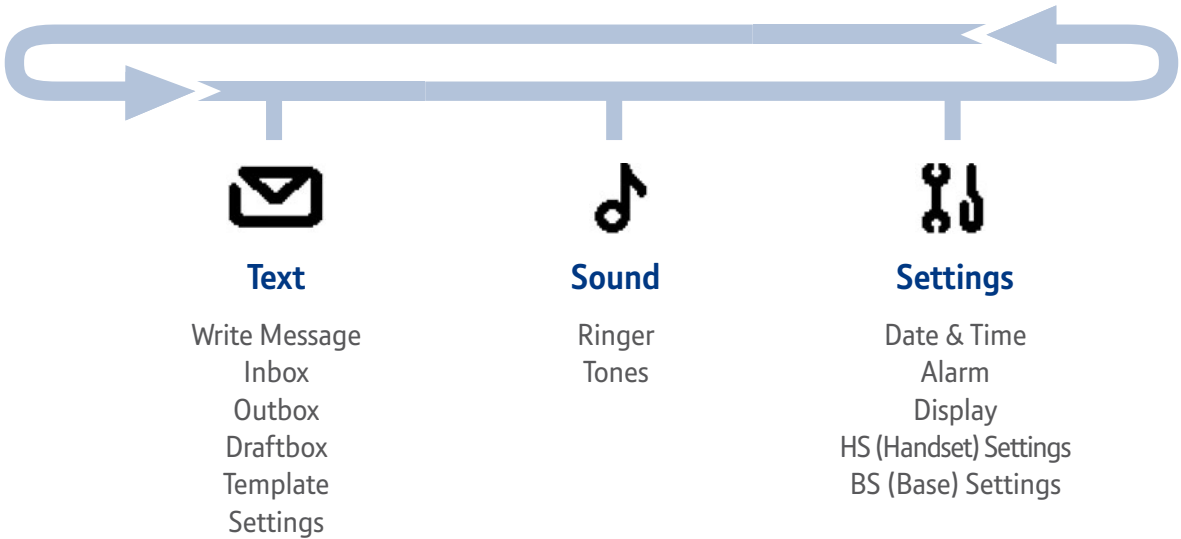 Text
Write Message
Inbox
Outbox
Draftbox
Template
Settings
Sound
Ringer
Tones
Settings
Date & Time
Alarm
Display
HS (Handset) Settings
BS (Base) Settings